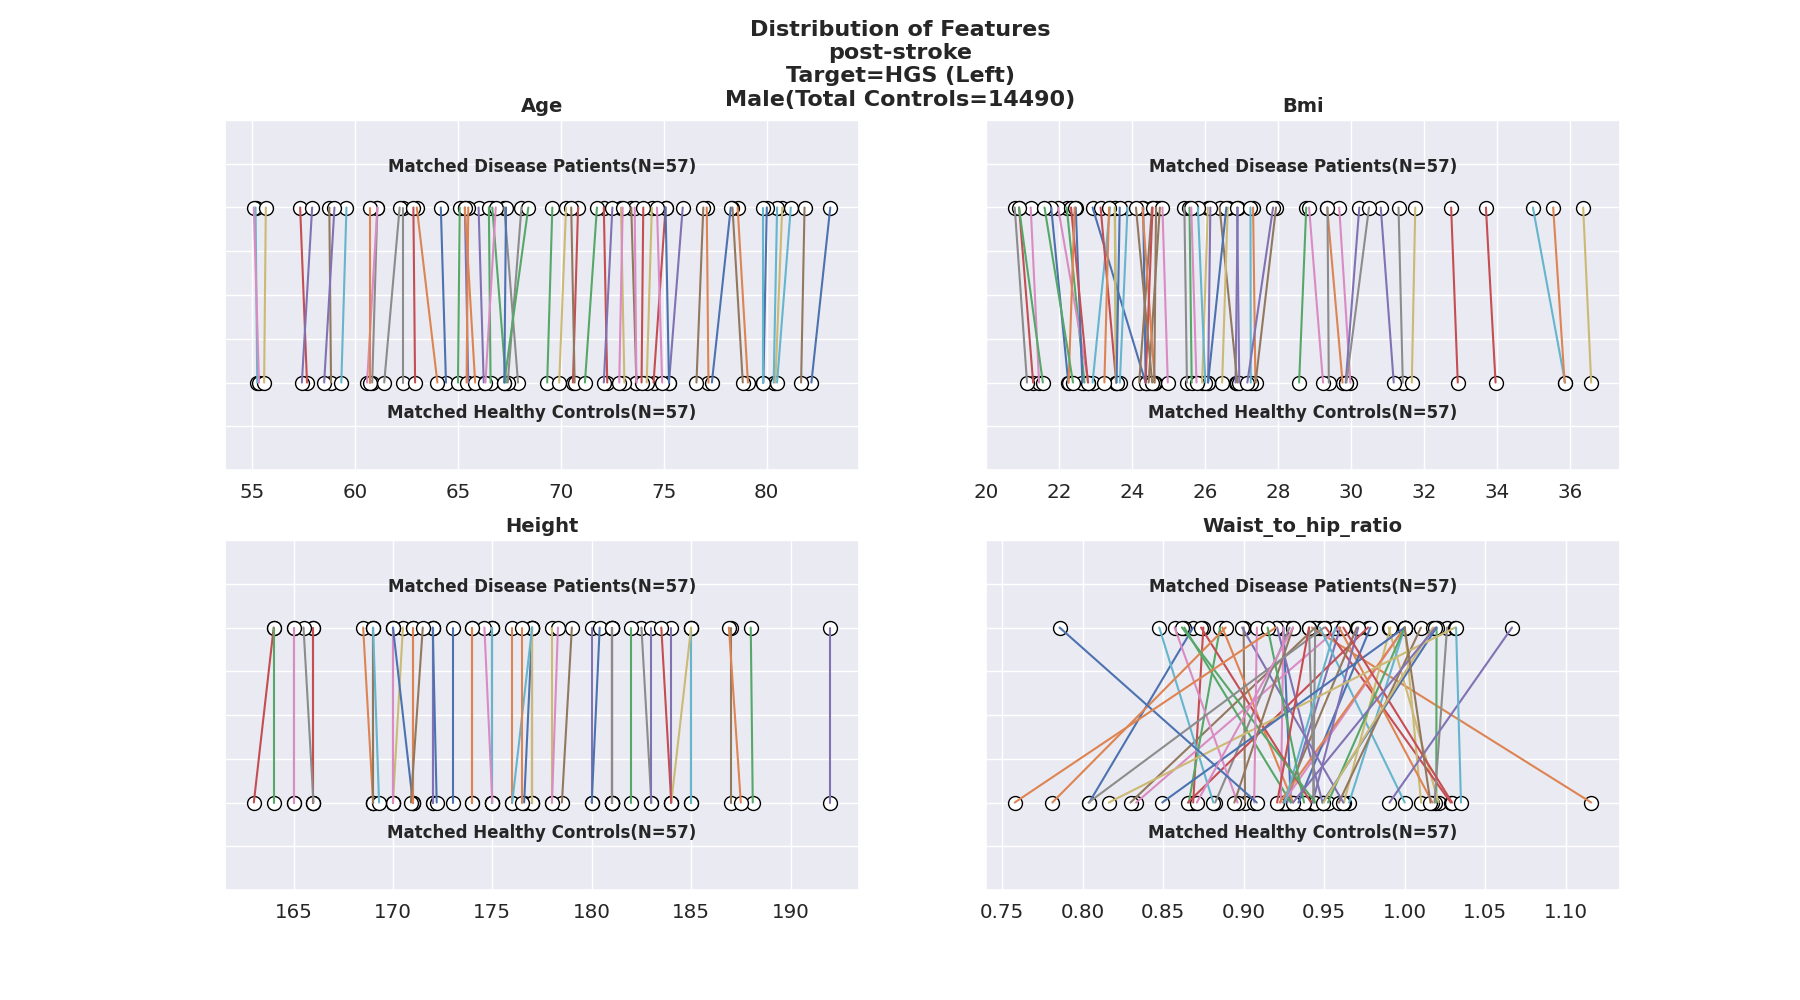 Distribution of Features
post-stroke
Target=HGS (Left)
Male(Total Controls=14490)
Age
Matched Disease Patients(N=57)
Matched Healthy Controls(N=57)
55 60 65 70 75 80
Bmi
Matched Disease Patients(N=57)
Matched Healthy Controls(N=57)
20 22 24 26 28 30 32 34 36
Height
Matched Disease Patients(N=57)
Matched Healthy Controls(N=57)
165 170 175 180 185 190
Waist_to_hip_ratio
Matched Disease Patients(N=57)
Matched Healthy Controls(N=57)
0.75 0.80 0.85 0.90 0.95 1.00 1.05 1.10